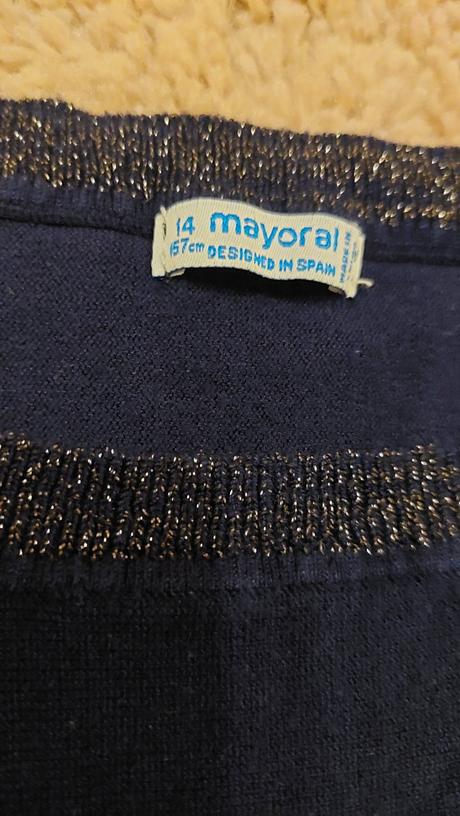 14 mayoral
157cm DESIGNED IN SPAIN
MADE IN